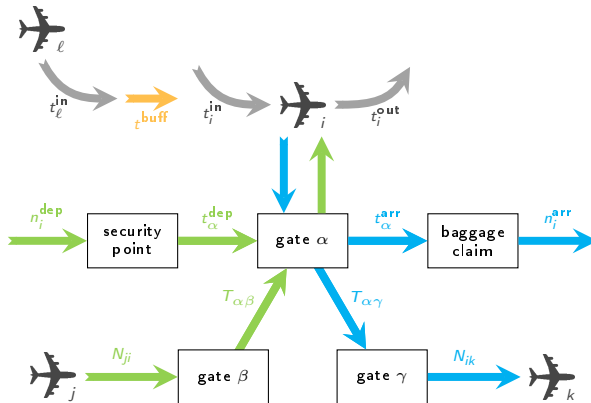 ℓ
t_ℓ^in
t^buff
t_i^in
i
t_i^out
n_i^dep
security
point
t_α^dep
gate α
t_α^arr
baggage
claim
n_i^arr
T_αβ
T_αγ
j
N_ji
gate β
gate γ
N_ik
k